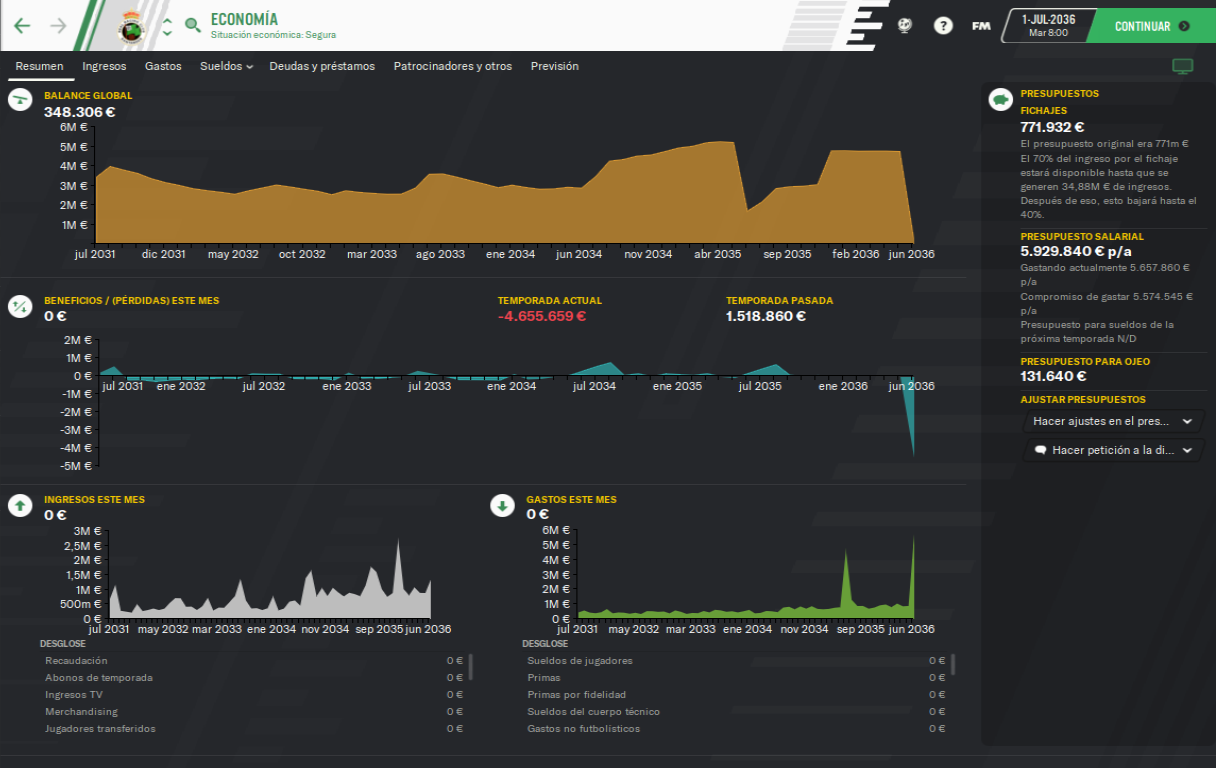 ECONOMÍA
Situación económica: Segura
?
FM
1-JUL-2036
Mar 8:00
CONTINUAR
Resumen Ingresos Gastos Sueldos Deudas y préstamos Patrocinadores y otros Previsión
BALANCE GLOBAL
348.306 €
6M €
5M €
4M €
3M €
2M €
1M €
jul 2031 dic 2031 may 2032 oct 2032 mar 2033 ago 2033 ene 2034 jun 2034 nov 2034 abr 2035 sep 2035 feb 2036 jun 2036
BENEFICIOS / (PÉRDIDAS) ESTE MES
0 €
TEMPORADA ACTUAL
-4.655.659 €
TEMPORADA PASADA
1.518.860 €
2M €
1M €
0 €
-1M €
-2M €
-3M €
-4M €
-5M €
jul 2031 ene 2032 jul 2032 ene 2033 jul 2033 ene 2034 jul 2034 ene 2035 jul 2035 ene 2036 jun 2036
INGRESOS ESTE MES
0 €
3M €
2,5M €
2M €
1,5M €
1M €
500m €
0 €
jul 2031 may 2032 mar 2033 ene 2034 nov 2034 sep 2035 jun 2036
DESGLOSE
Recaudación 0 €
Abonos de temporada 0 €
Ingresos TV 0 €
Merchandising 0 €
Jugadores transferidos 0 €
GASTOS ESTE MES
0 €
6M €
5M €
4M €
3M €
2M €
1M €
0 €
jul 2031 may 2032 mar 2033 ene 2034 nov 2034 sep 2035 jun 2036
DESGLOSE
Sueldos de jugadores 0 €
Primas 0 €
Primas por fidelidad 0 €
Sueldos del cuerpo técnico 0 €
Gastos no futbolísticos 0 €
PRESUPUESTOS
FICHAJES
771.932 €
El presupuesto original era 771m €
El 70% del ingreso por el fichaje
estará disponible hasta que se
generen 34,88M € de ingresos.
Después de eso, esto bajará hasta el
40%.
PRESUPUESTO SALARIAL
5.929.840 € p/a
Gastando actualmente 5.657.860 €
p/a
Compromiso de gastar 5.574.545 €
p/a
Presupuesto para sueldos de la
próxima temporada N/D
PRESUPUESTO PARA OJEO
131.640 €
AJUSTAR PRESUPUESTOS
Hacer ajustes en el pres...
Hacer petición a la di...